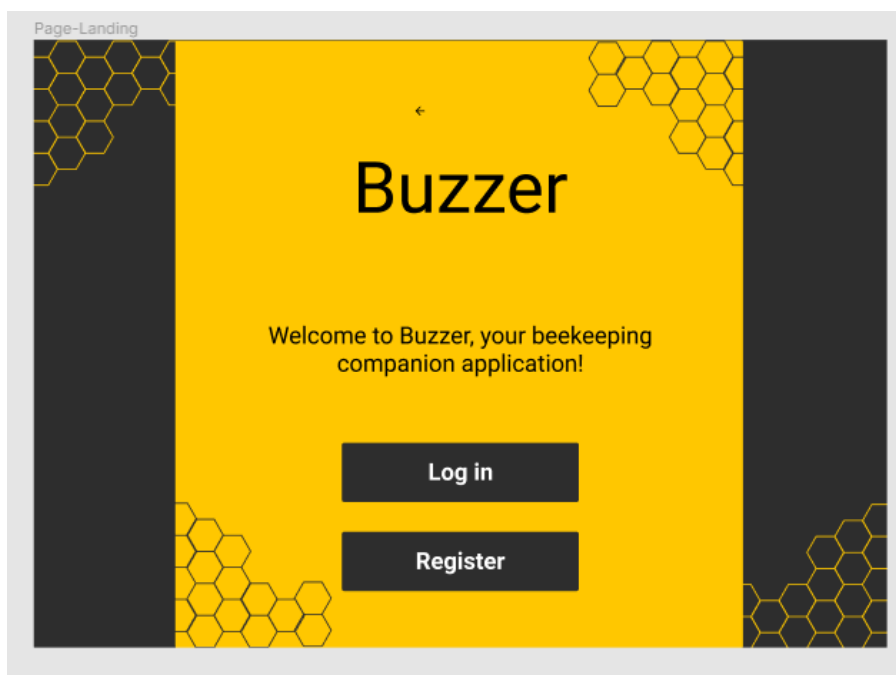 Page-Landing
Buzzer
Welcome to Buzzer, your beekeeping
companion application!
Log in
Register